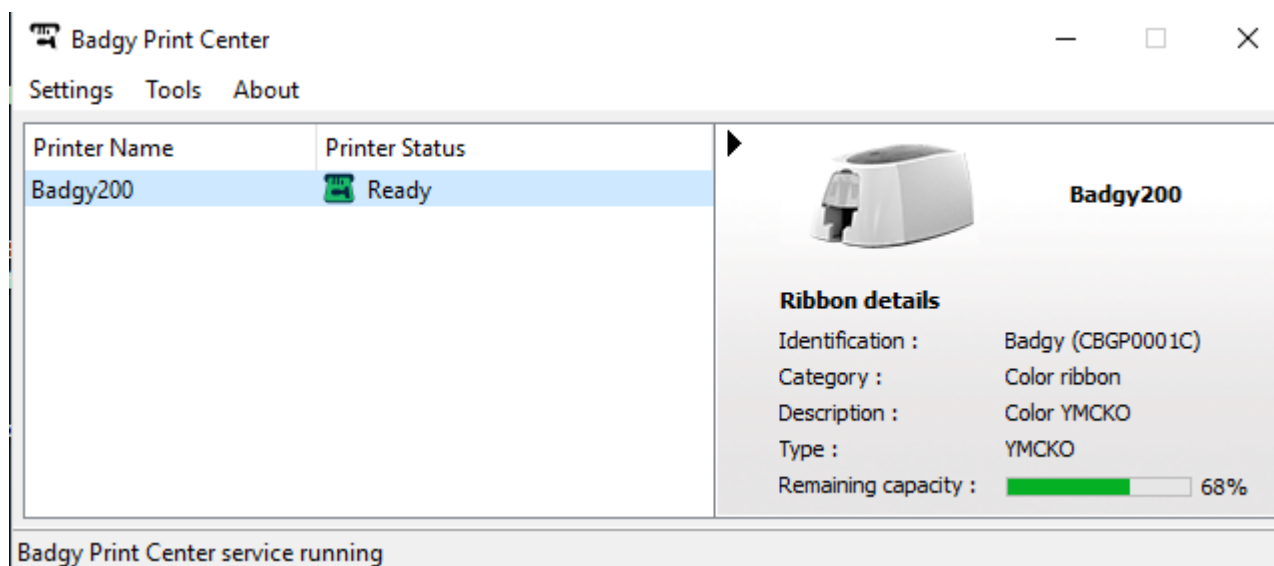 Badgy Print Center
Settings Tools About
Printer Name Printer Status
Badgy200 Ready
Badgy200
Ribbon details
Identification : Badgy (CBGP0001C)
Category : Color ribbon
Description : Color YMCKO
Type : YMCKO
Remaining capacity : 68%
Badgy Print Center service running